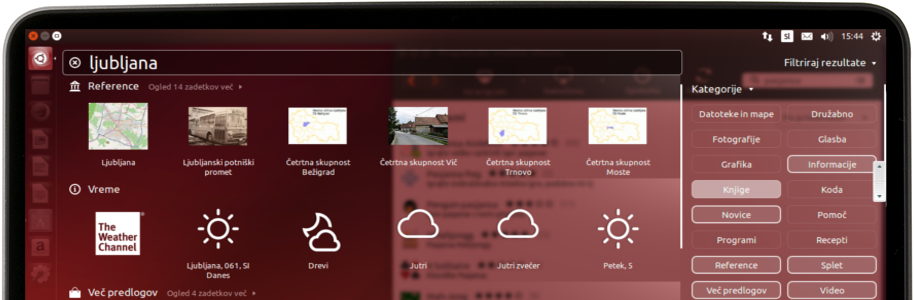 sl
15:44
ljubljana
Filtriraj rezultate
Reference Ogled 14 zadetkov več
Ljubljana
Ljubljanski potniški promet
Četrtna skupnost Bežigrad
Četrtna skupnost Vič
Četrtna skupnost Trnovo
Četrtna skupnost Moste
Vreme
The Weather Channel
Ljubljana, 061, SI Danes
Drevi
Jutri
Jutri zvečer
Petek, 5
Več predlogov Ogled 4 zadetkov več
Kategorije
Datoteke in mape
Družabno
Fotografije
Glasba
Grafika
Informacije
Knjige
Koda
Novice
Pomoč
Programi
Recepti
Reference
Splet
Več predlogov
Video